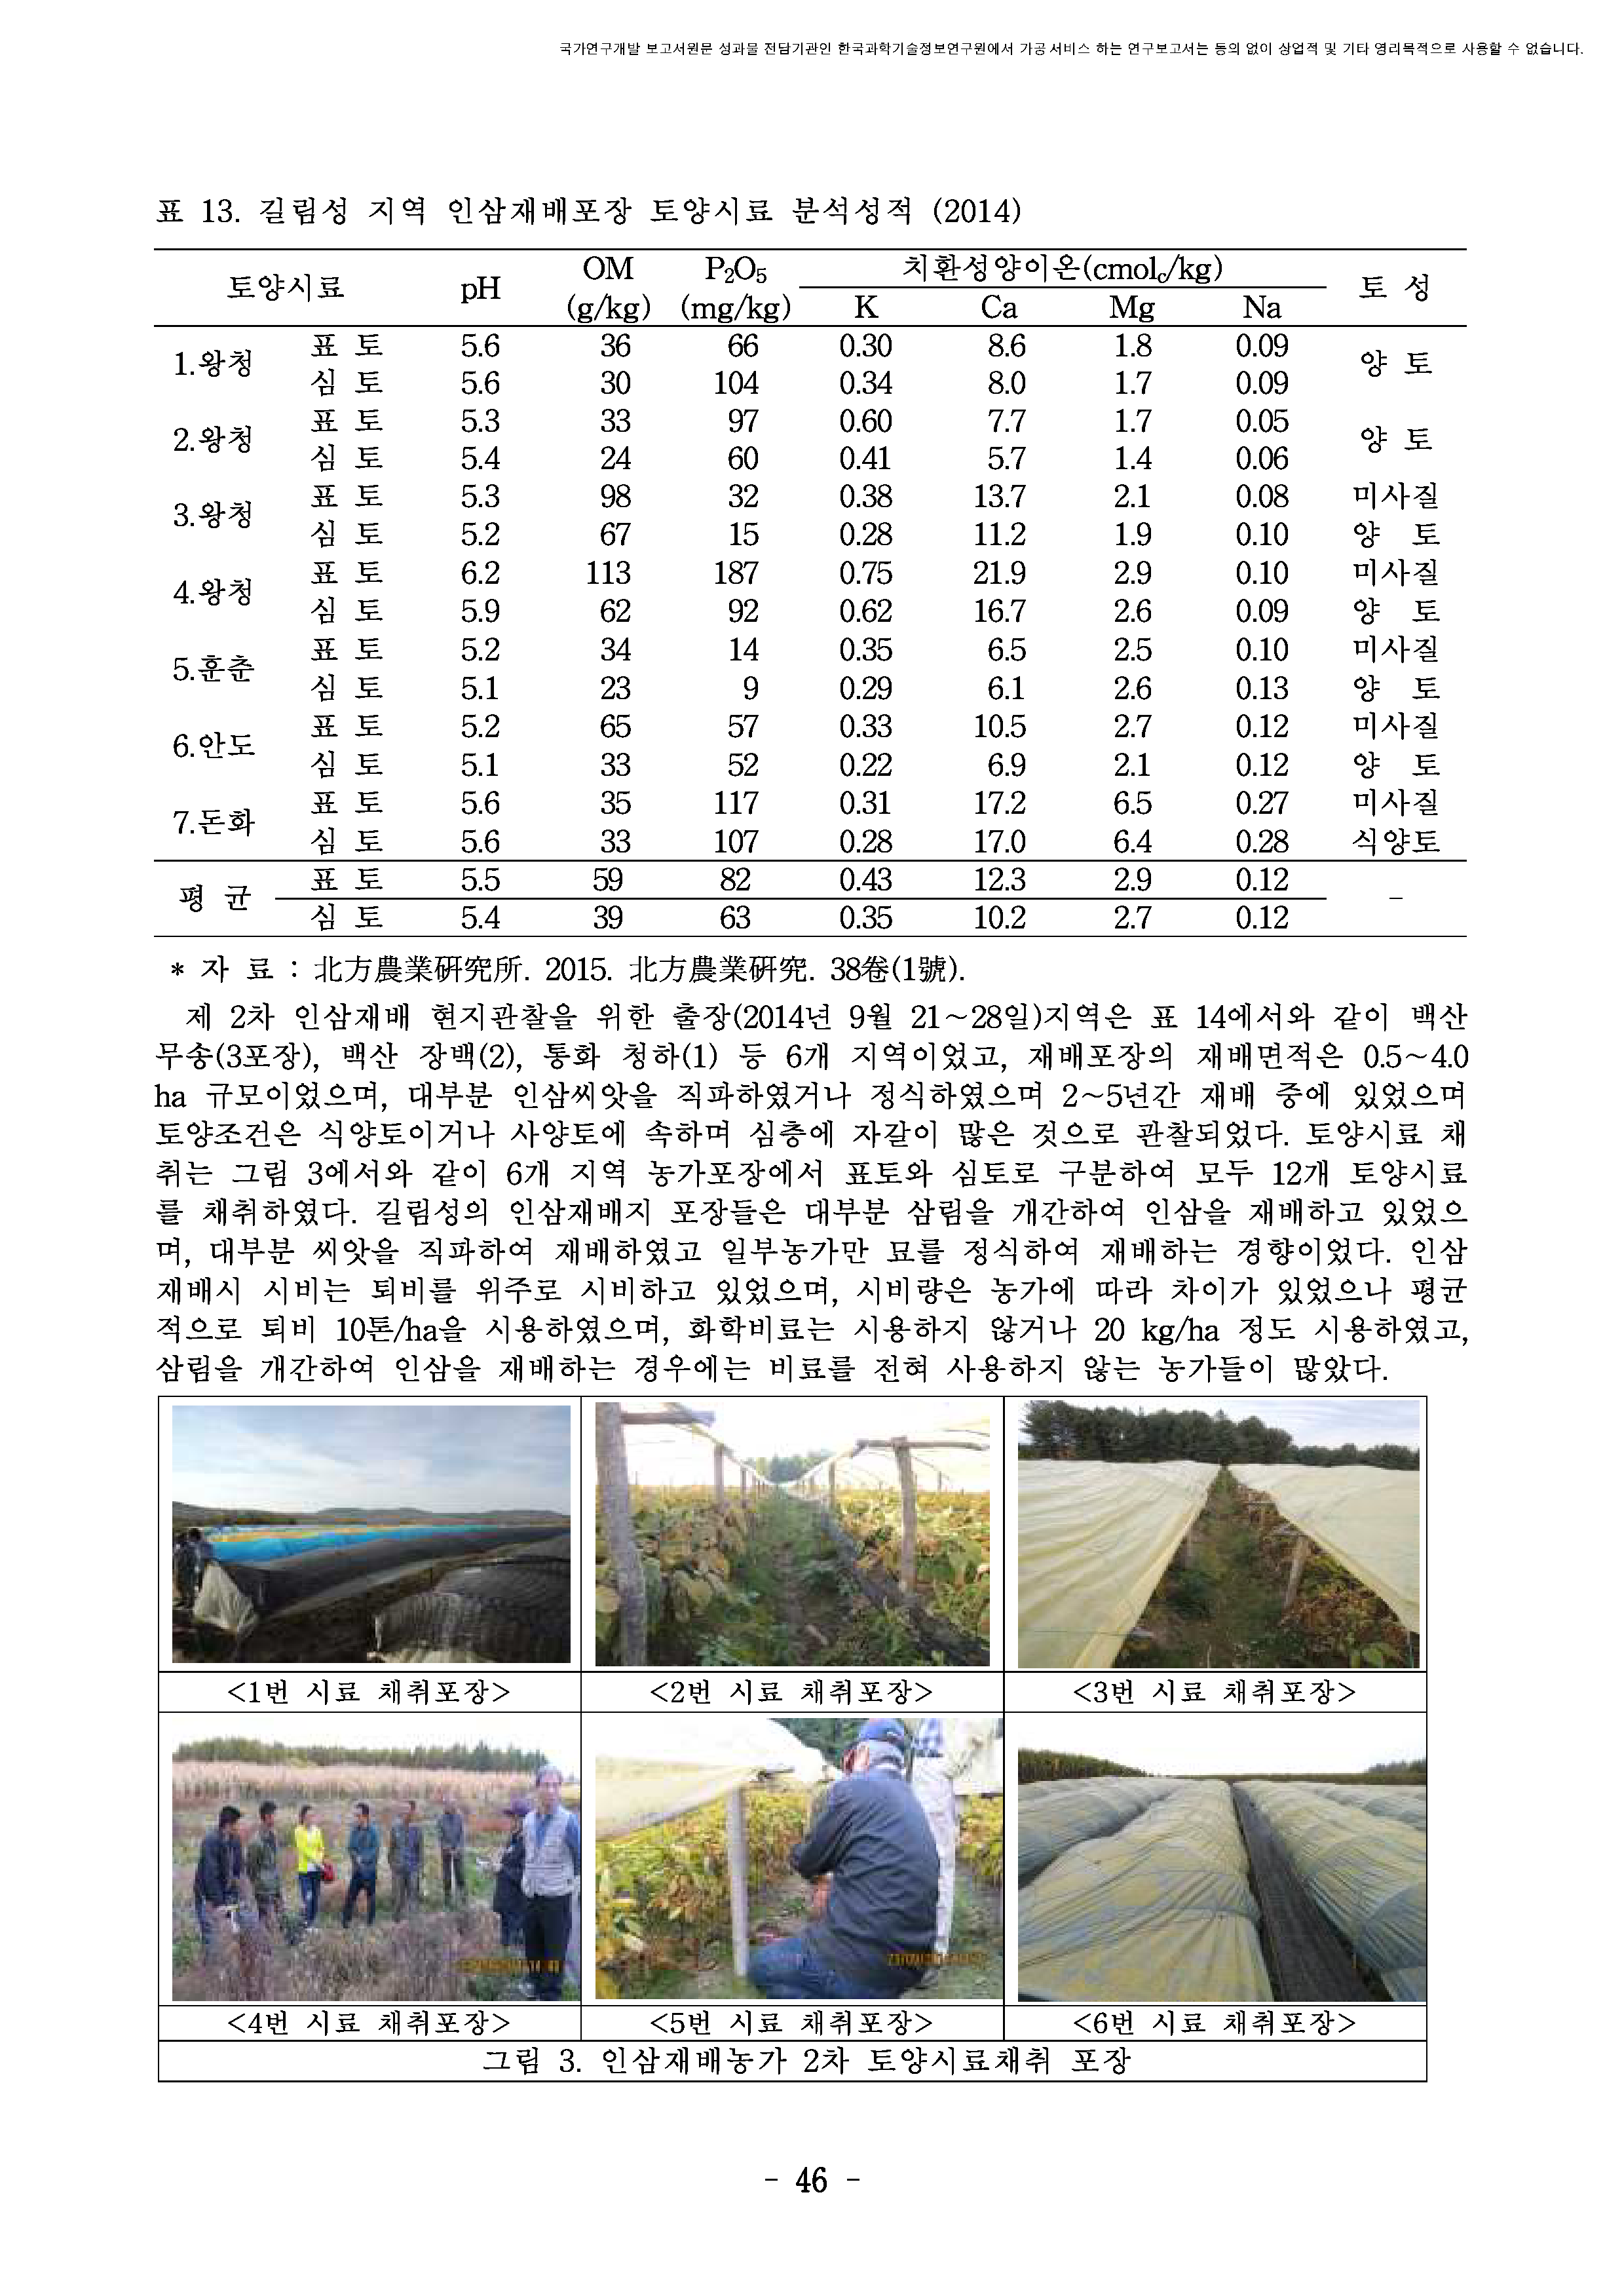 국가연구개발 보고서원문 성과물 전담기관인 한국과학기술정보연구원에서 가공·서비스 하는 연구보고서는 동의 없이 상업적 및 기타 영리목적으로 사용할 수 없습니다.
표 13. 길림성 지역 인삼재배포장 토양시료 분석성적 (2014)
토양시료 pH OM (g/kg) P₂O₅ (mg/kg) 치환성양이온(cmolc/kg) 토 성
K Ca Mg Na
1.왕청 표 토 5.6 36 66 0.30 8.6 1.8 0.09 양 토
심 토 5.6 30 104 0.34 8.0 1.7 0.09
2.왕청 표 토 5.3 33 97 0.60 7.7 1.7 0.05 양 토
심 토 5.4 24 60 0.41 5.7 1.4 0.06
3.왕청 표 토 5.3 98 32 0.38 13.7 2.1 0.08 미사질
심 토 5.2 67 15 0.28 11.2 1.9 0.10 양 토
4.왕청 표 토 6.2 113 187 0.75 21.9 2.9 0.10 미사질
심 토 5.9 62 92 0.62 16.7 2.6 0.09 양 토
5.훈춘 표 토 5.2 34 14 0.35 6.5 2.5 0.10 미사질
심 토 5.1 23 9 0.29 6.1 2.6 0.13 양 토
6.안도 표 토 5.2 65 57 0.33 10.5 2.7 0.12 미사질
심 토 5.1 33 52 0.22 6.9 2.1 0.12 양 토
7.돈화 표 토 5.6 35 117 0.31 17.2 6.5 0.27 미사질
심 토 5.6 33 107 0.28 17.0 6.4 0.28 식양토
평 균 표 토 5.5 59 82 0.43 12.3 2.9 0.12 -
심 토 5.4 39 63 0.35 10.2 2.7 0.12
* 자 료 : 北方農業硏究所. 2015. 北方農業硏究. 38卷(1號).
제 2차 인삼재배 현지관찰을 위한 출장(2014년 9월 21~28일)지역은 표 14에서와 같이 백산
무송(3포장), 백산 장백(2), 통화 청하(1) 등 6개 지역이었고, 재배포장의 재배면적은 0.5~4.0
ha 규모이었으며, 대부분 인삼씨앗을 직파하였거나 정식하였으며 2~5년간 재배 중에 있었으며
토양조건은 식양토이거나 사양토에 속하며 심층에 자갈이 많은 것으로 관찰되었다. 토양시료 채
취는 그림 3에서와 같이 6개 지역 농가포장에서 표토와 심토로 구분하여 모두 12개 토양시료
를 채취하였다. 길림성의 인삼재배지 포장들은 대부분 삼림을 개간하여 인삼을 재배하고 있었으
며, 대부분 씨앗을 직파하여 재배하였고 일부농가만 묘를 정식하여 재배하는 경향이었다. 인삼
재배시 시비는 퇴비를 위주로 시비하고 있었으며, 시비량은 농가에 따라 차이가 있었으나 평균
적으로 퇴비 10톤/ha을 시용하였으며, 화학비료는 시용하지 않거나 20 kg/ha 정도 시용하였고,
삼림을 개간하여 인삼을 재배하는 경우에는 비료를 전혀 사용하지 않는 농가들이 많았다.
<1번 시료 채취포장> <2번 시료 채취포장> <3번 시료 채취포장>
<4번 시료 채취포장> <5번 시료 채취포장> <6번 시료 채취포장>
그림 3. 인삼재배농가 2차 토양시료채취 포장
- 46 -